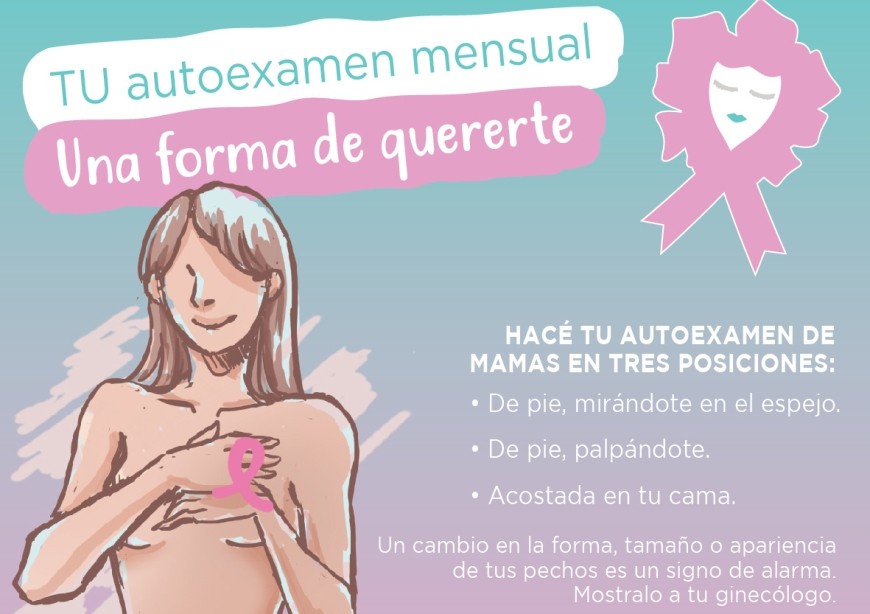 TU autoexamen mensual
Una forma de quererte
HACÉ TU AUTOEXAMEN DE
MAMAS EN TRES POSICIONES:
• De pie, mirándote en el espejo.
• De pie, palpándote.
• Acostada en tu cama.
Un cambio en la forma, tamaño o apariencia
de tus pechos es un signo de alarma.
Mostralo a tu ginecólogo.